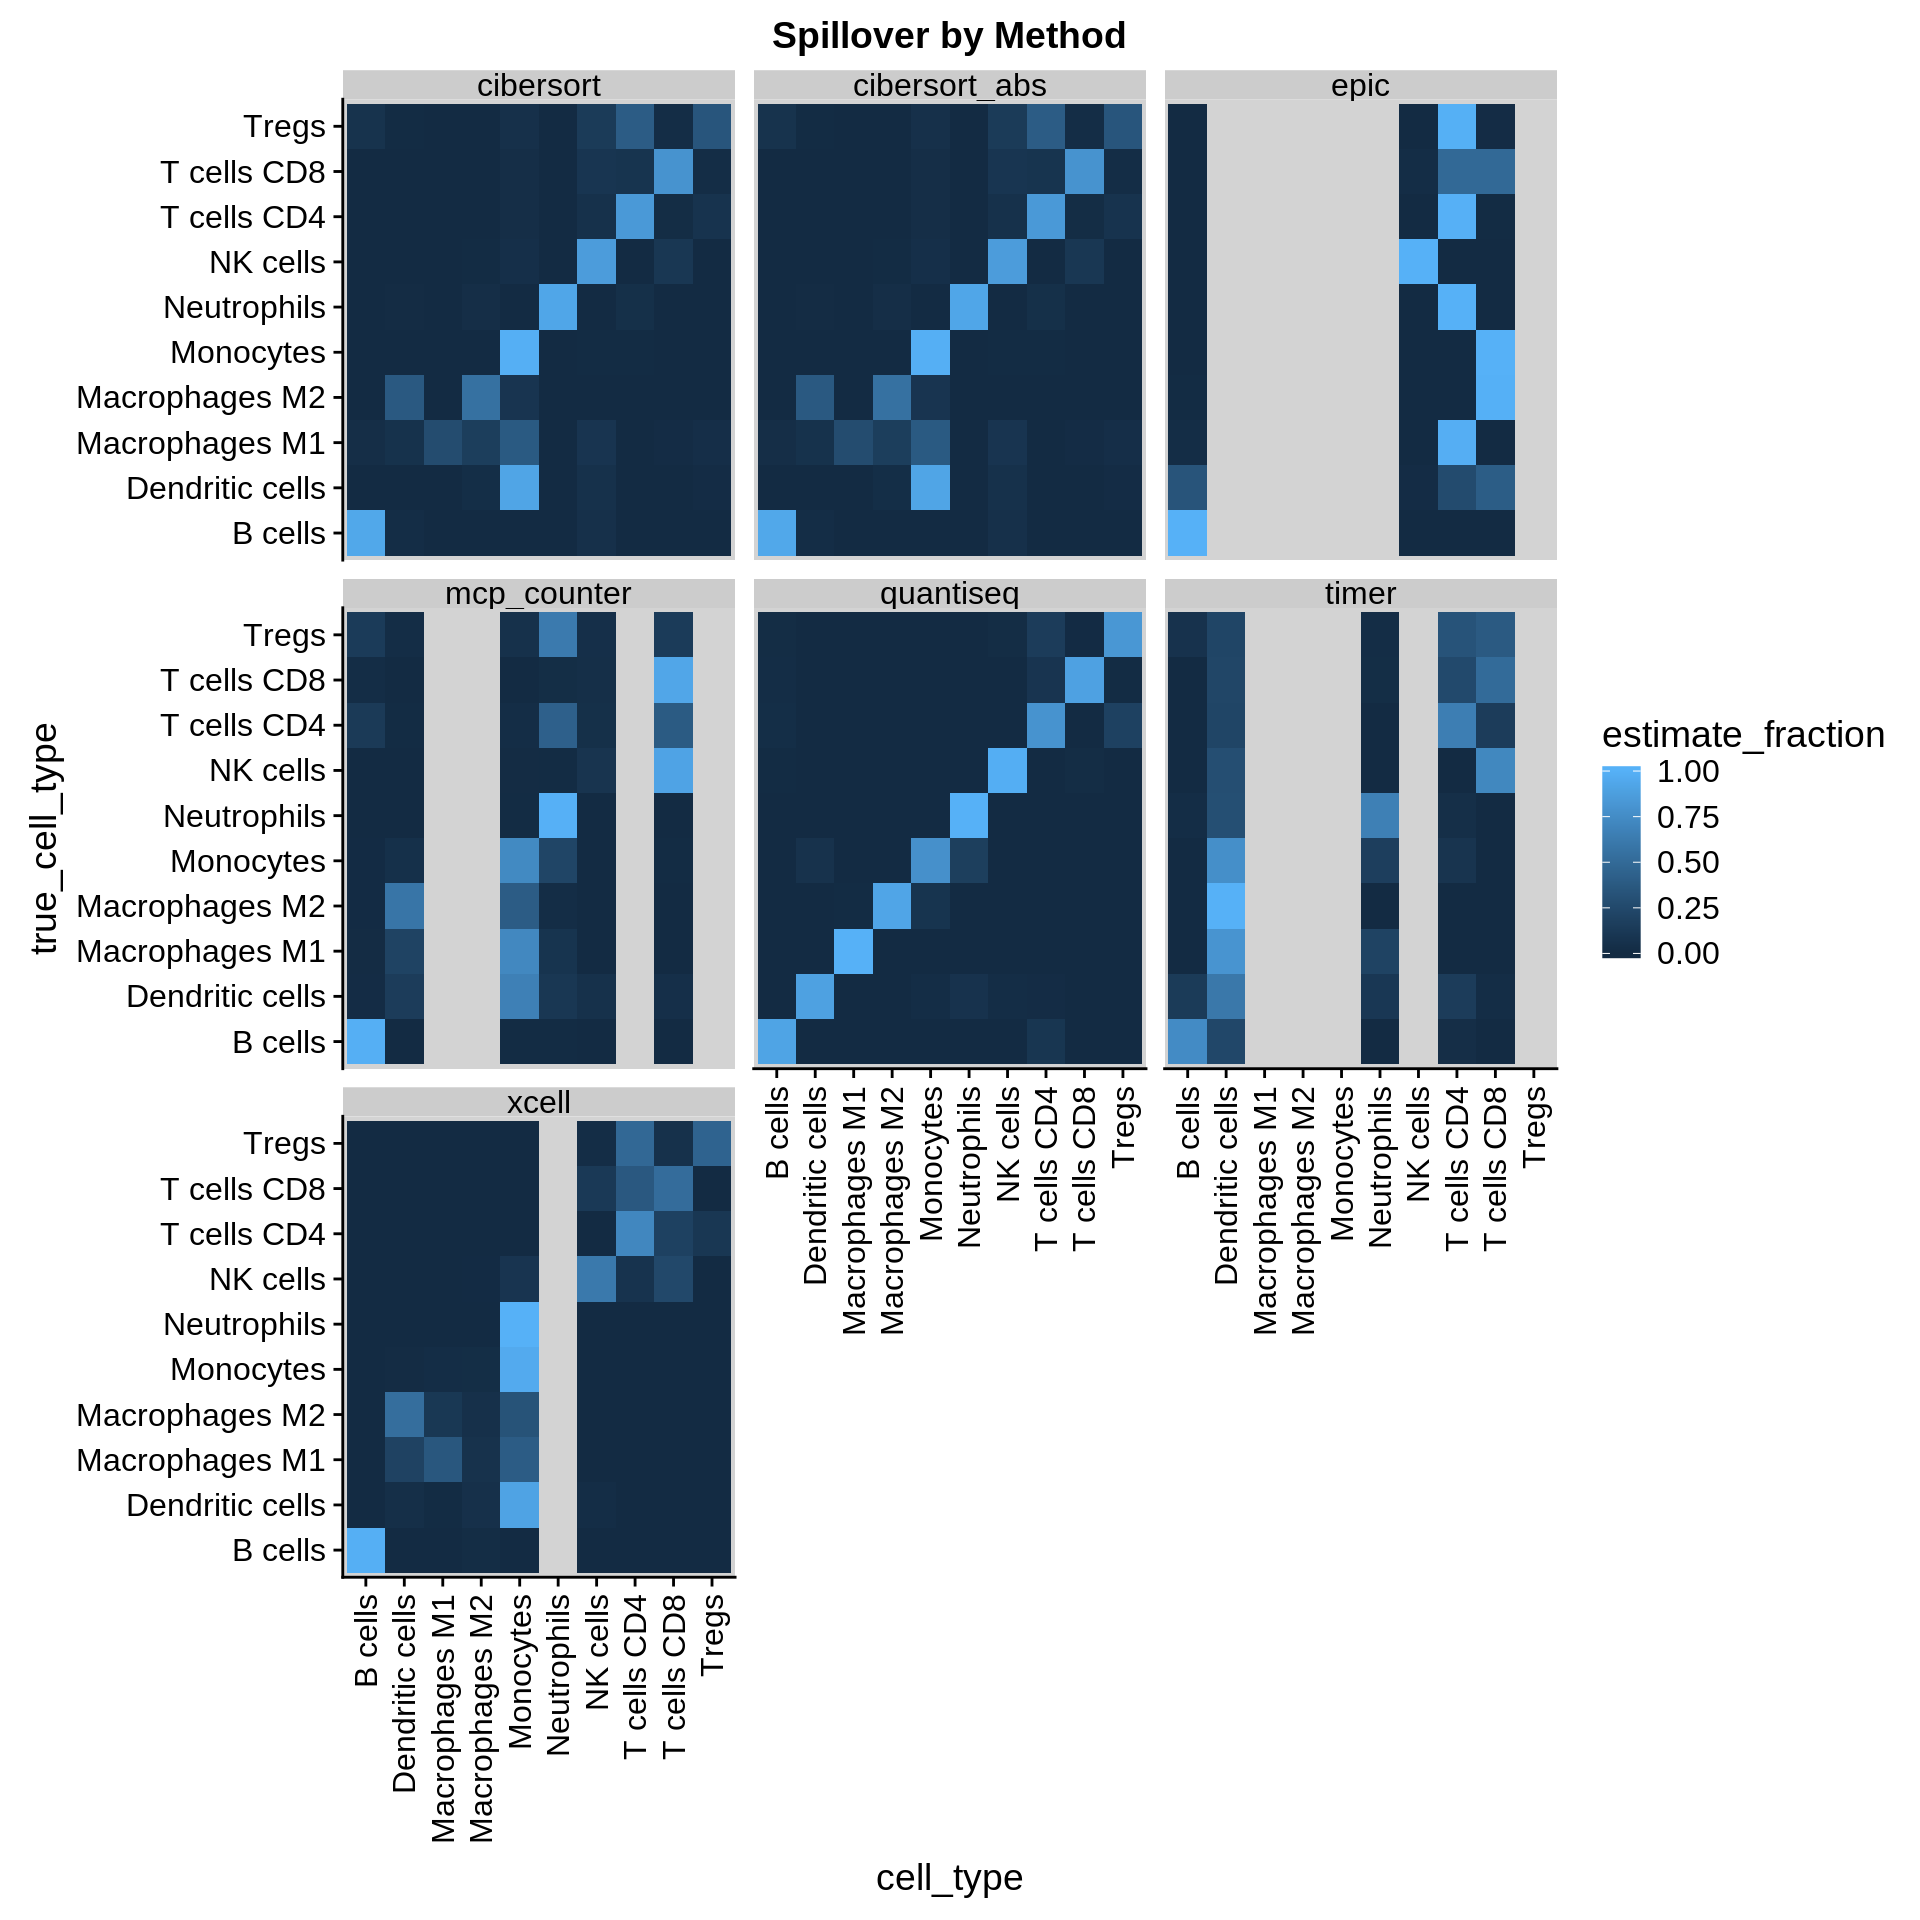 Spillover by Method
cibersort
cibersort_abs
epic
Tregs
T cells CD8
T cells CD4
NK cells
Neutrophils
Monocytes
Macrophages M2
Macrophages M1
Dendritic cells
B cells
mcp_counter
quantiseq
timer
Tregs
T cells CD8
T cells CD4
NK cells
Neutrophils
Monocytes
Macrophages M2
Macrophages M1
Dendritic cells
B cells
true_cell_type
estimate_fraction
1.00
0.75
0.50
0.25
0.00
B cells
Dendritic cells
Macrophages M1
Macrophages M2
Monocytes
Neutrophils
NK cells
T cells CD4
T cells CD8
Tregs
B cells
Dendritic cells
Macrophages M1
Macrophages M2
Monocytes
Neutrophils
NK cells
T cells CD4
T cells CD8
Tregs
xcell
Tregs
T cells CD8
T cells CD4
NK cells
Neutrophils
Monocytes
Macrophages M2
Macrophages M1
Dendritic cells
B cells
B cells
Dendritic cells
Macrophages M1
Macrophages M2
Monocytes
Neutrophils
NK cells
T cells CD4
T cells CD8
Tregs
cell_type